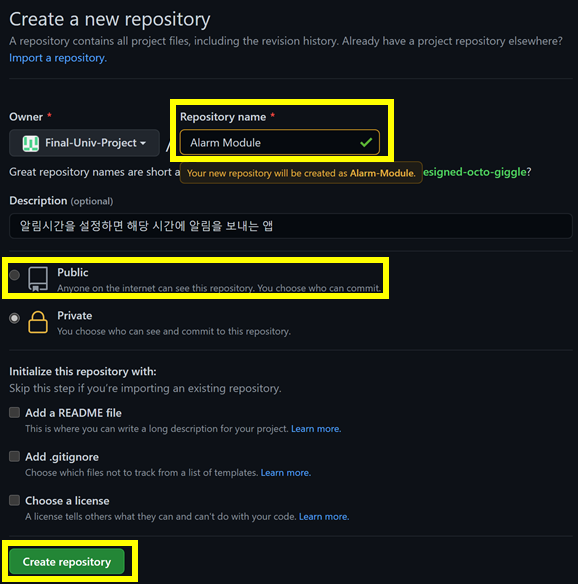 Create a new repository
A repository contains all project files, including the revision history. Already have a project repository elsewhere?
Import a repository.
Owner * Repository name *
Final-Univ-Project / Alarm Module
Great repository names are short a esigned-octo-giggle?
Your new repository will be created as Alarm-Module.
Description (optional)
알림시간을 설정하면 해당 시간에 알림을 보내는 앱
Public
Anyone on the internet can see this repository. You choose who can commit.
Private
You choose who can see and commit to this repository.
Initialize this repository with:
Skip this step if you're importing an existing repository.
Add a README file
This is where you can write a long description for your project. Learn more.
Add .gitignore
Choose which files not to track from a list of templates. Learn more.
Choose a license
A license tells others what they can and can't do with your code. Learn more.
Create repository